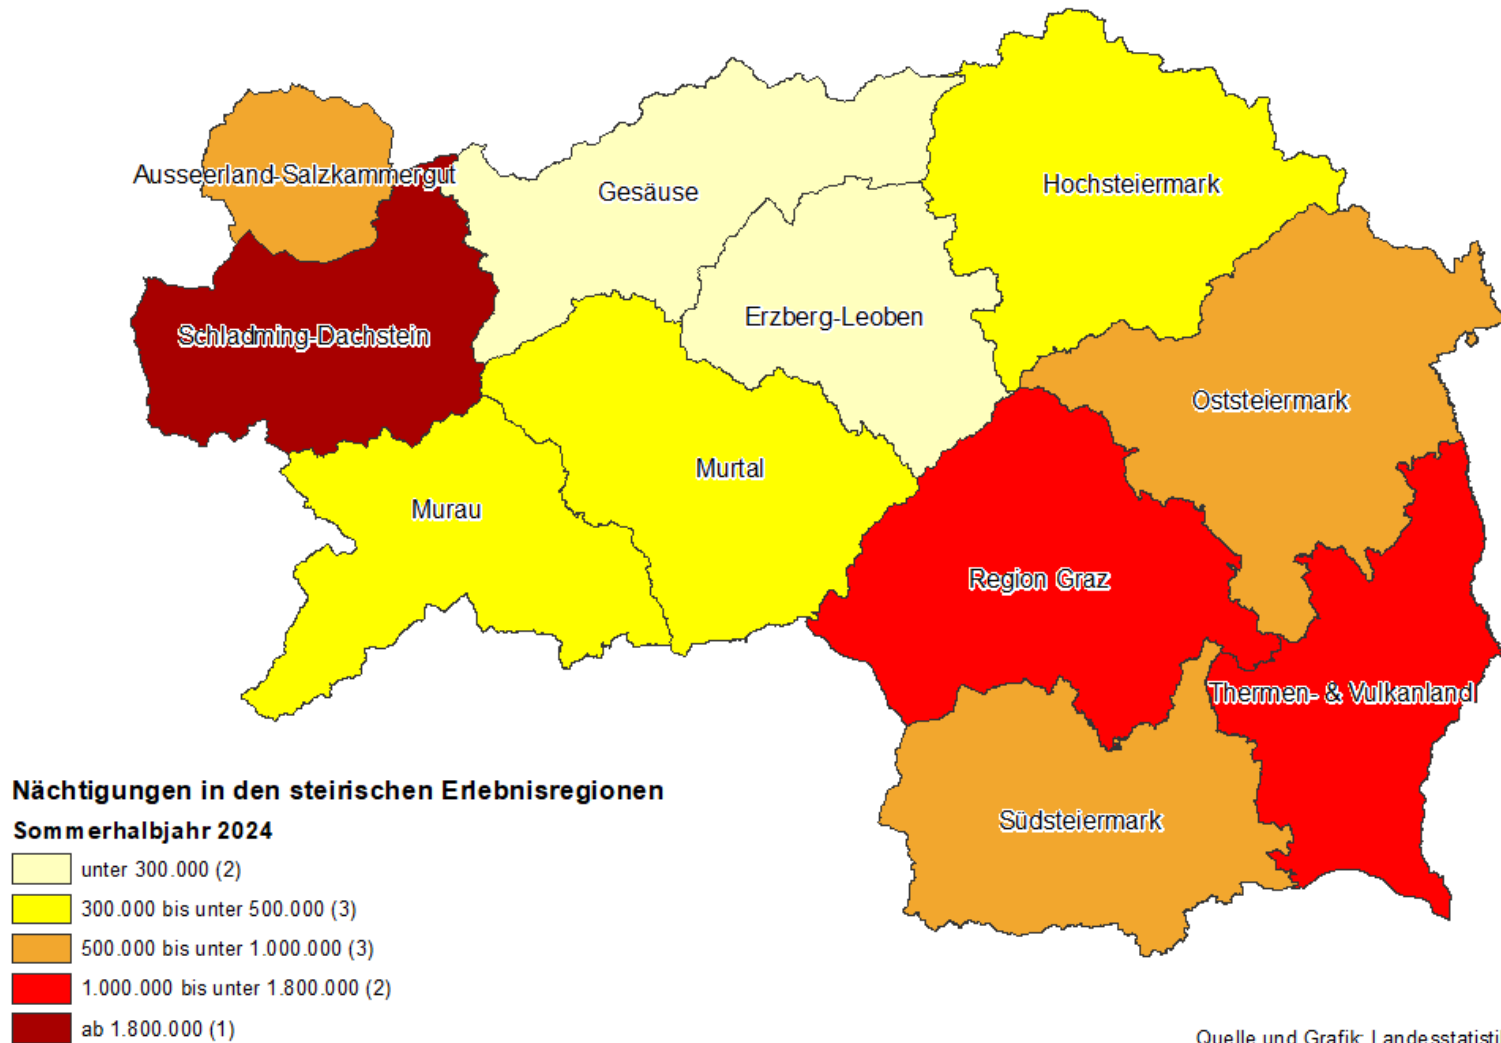 Ausseerland-Salzkammergut
Gesäuse
Hochsteiermark
Erzberg-Leoben
Schladming-Dachstein
Oststeiermark
Murtal
Murau
Region Graz
Thermen- & Vulkanland
Südsteiermark
Nächtigungen in den steirischen Erlebnisregionen
Sommerhalbjahr 2024
unter 300.000 (2)
300.000 bis unter 500.000 (3)
500.000 bis unter 1.000.000 (3)
1.000.000 bis unter 1.800.000 (2)
ab 1.800.000 (1)
Quelle und Grafik: Landesstatistik